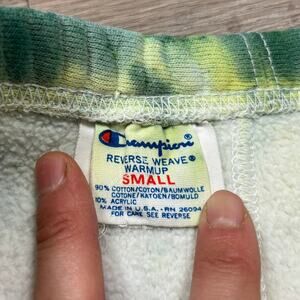 Champion
REVERSE WEAVE®
WARMUP
SMALL
90% COTTON/COTON/BAUMWOLLE
COTONE/KATOEN/BOMULD
10% ACRYLIC
MADE IN U.S.A. • RN 26094
FOR CARE SEE REVERSE